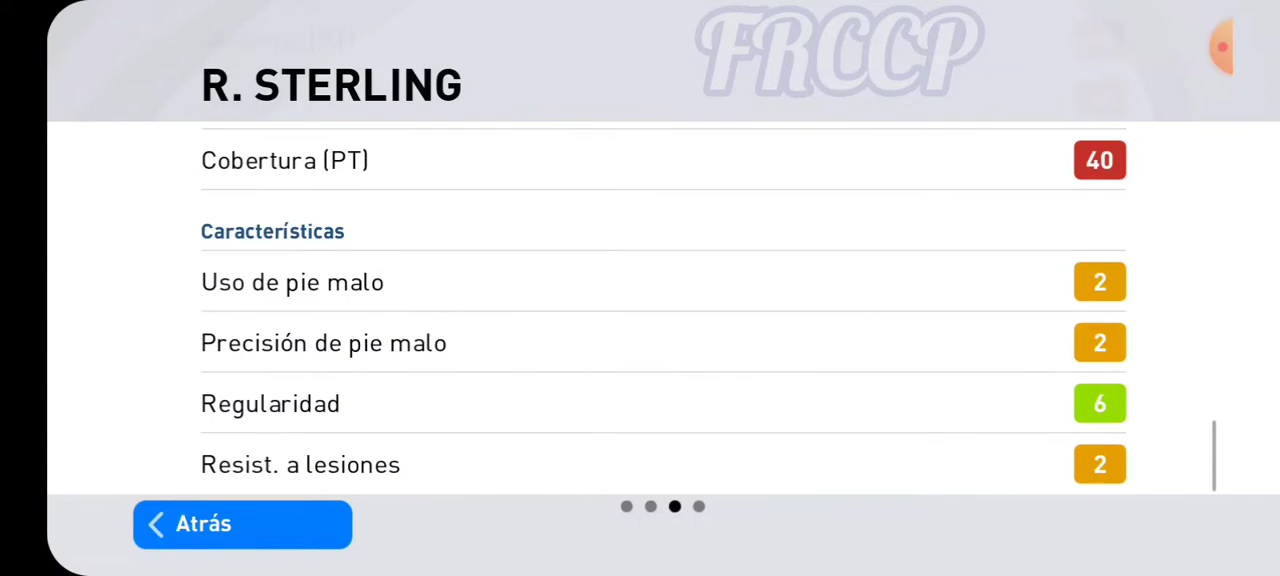 FRCCP
R. STERLING
Cobertura (PT) 40
Características
Uso de pie malo 2
Precisión de pie malo 2
Regularidad 6
Resist. a lesiones 2
Atrás